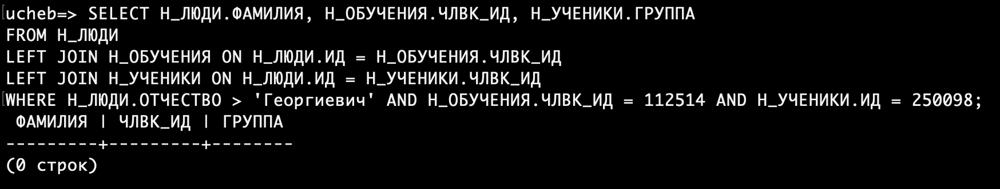 ucheb=> SELECT Н_ЛЮДИ.ФАМИЛИЯ, Н_ОБУЧЕНИЯ.ЧЛВК_ИД, Н_УЧЕНИКИ.ГРУППА
FROM Н_ЛЮДИ
LEFT JOIN Н_ОБУЧЕНИЯ ON Н_ЛЮДИ.ИД = Н_ОБУЧЕНИЯ.ЧЛВК_ИД
LEFT JOIN Н_УЧЕНИКИ ON Н_ЛЮДИ.ИД = Н_УЧЕНИКИ.ЧЛВК_ИД
WHERE Н_ЛЮДИ.ОТЧЕСТВО > 'Георгиевич' AND Н_ОБУЧЕНИЯ.ЧЛВК_ИД = 112514 AND Н_УЧЕНИКИ.ИД = 250098;
 ФАМИЛИЯ | ЧЛВК_ИД | ГРУППА
---------+---------+--------
(0 строк)